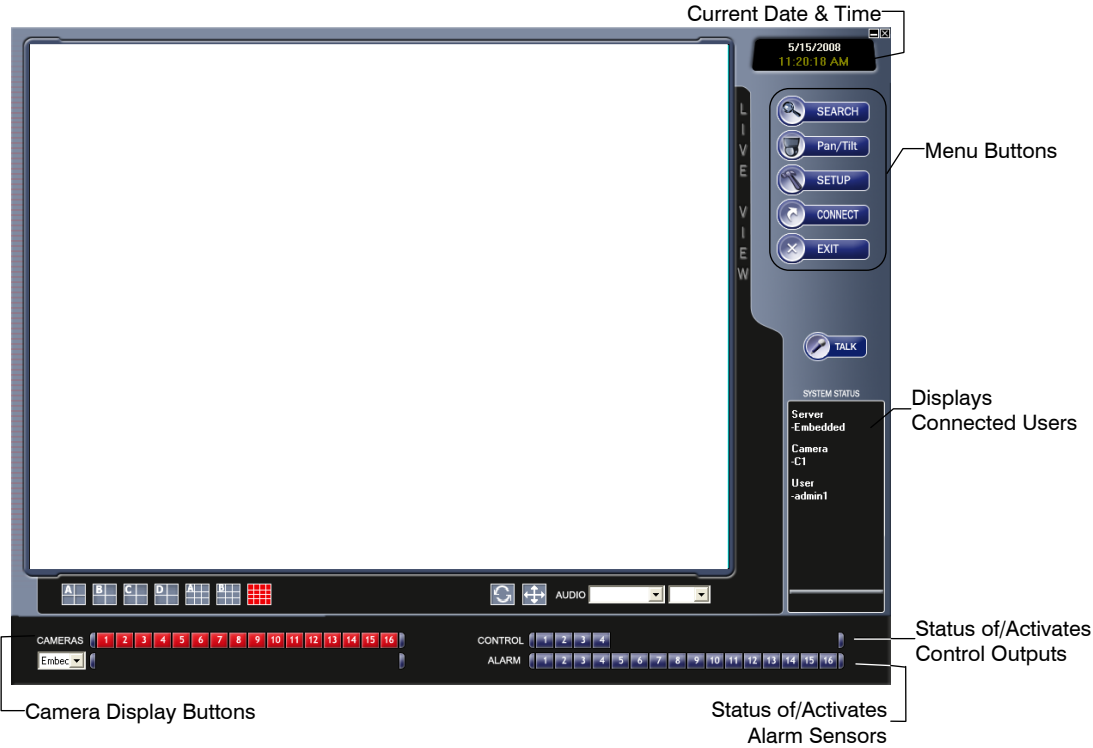 Current Date & Time
5/15/2008
11:20:18 AM
LIVE VIEW
SEARCH
Pan/Tilt
SETUP
CONNECT
EXIT
Menu Buttons
TALK
SYSTEM STATUS
Server
-Embedded
Camera
-C1
User
-admin1
Displays
Connected Users
A B C D A B
AUDIO
CAMERAS 1 2 3 4 5 6 7 8 9 10 11 12 13 14 15 16
Embec
CONTROL 1 2 3 4
ALARM 1 2 3 4 5 6 7 8 9 10 11 12 13 14 15 16
Status of/Activates
Control Outputs
Camera Display Buttons
Status of/Activates
Alarm Sensors